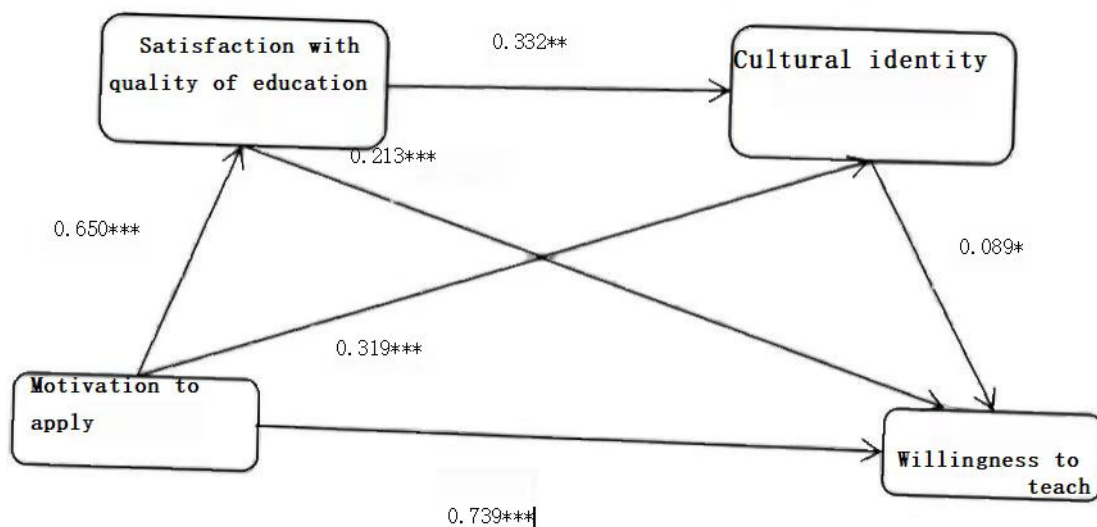 Satisfaction with
quality of education
0.332**
Cultural identity
0.213***
0.650***
0.089*
0.319***
Motivation to
apply
Willingness to
teach
0.739***